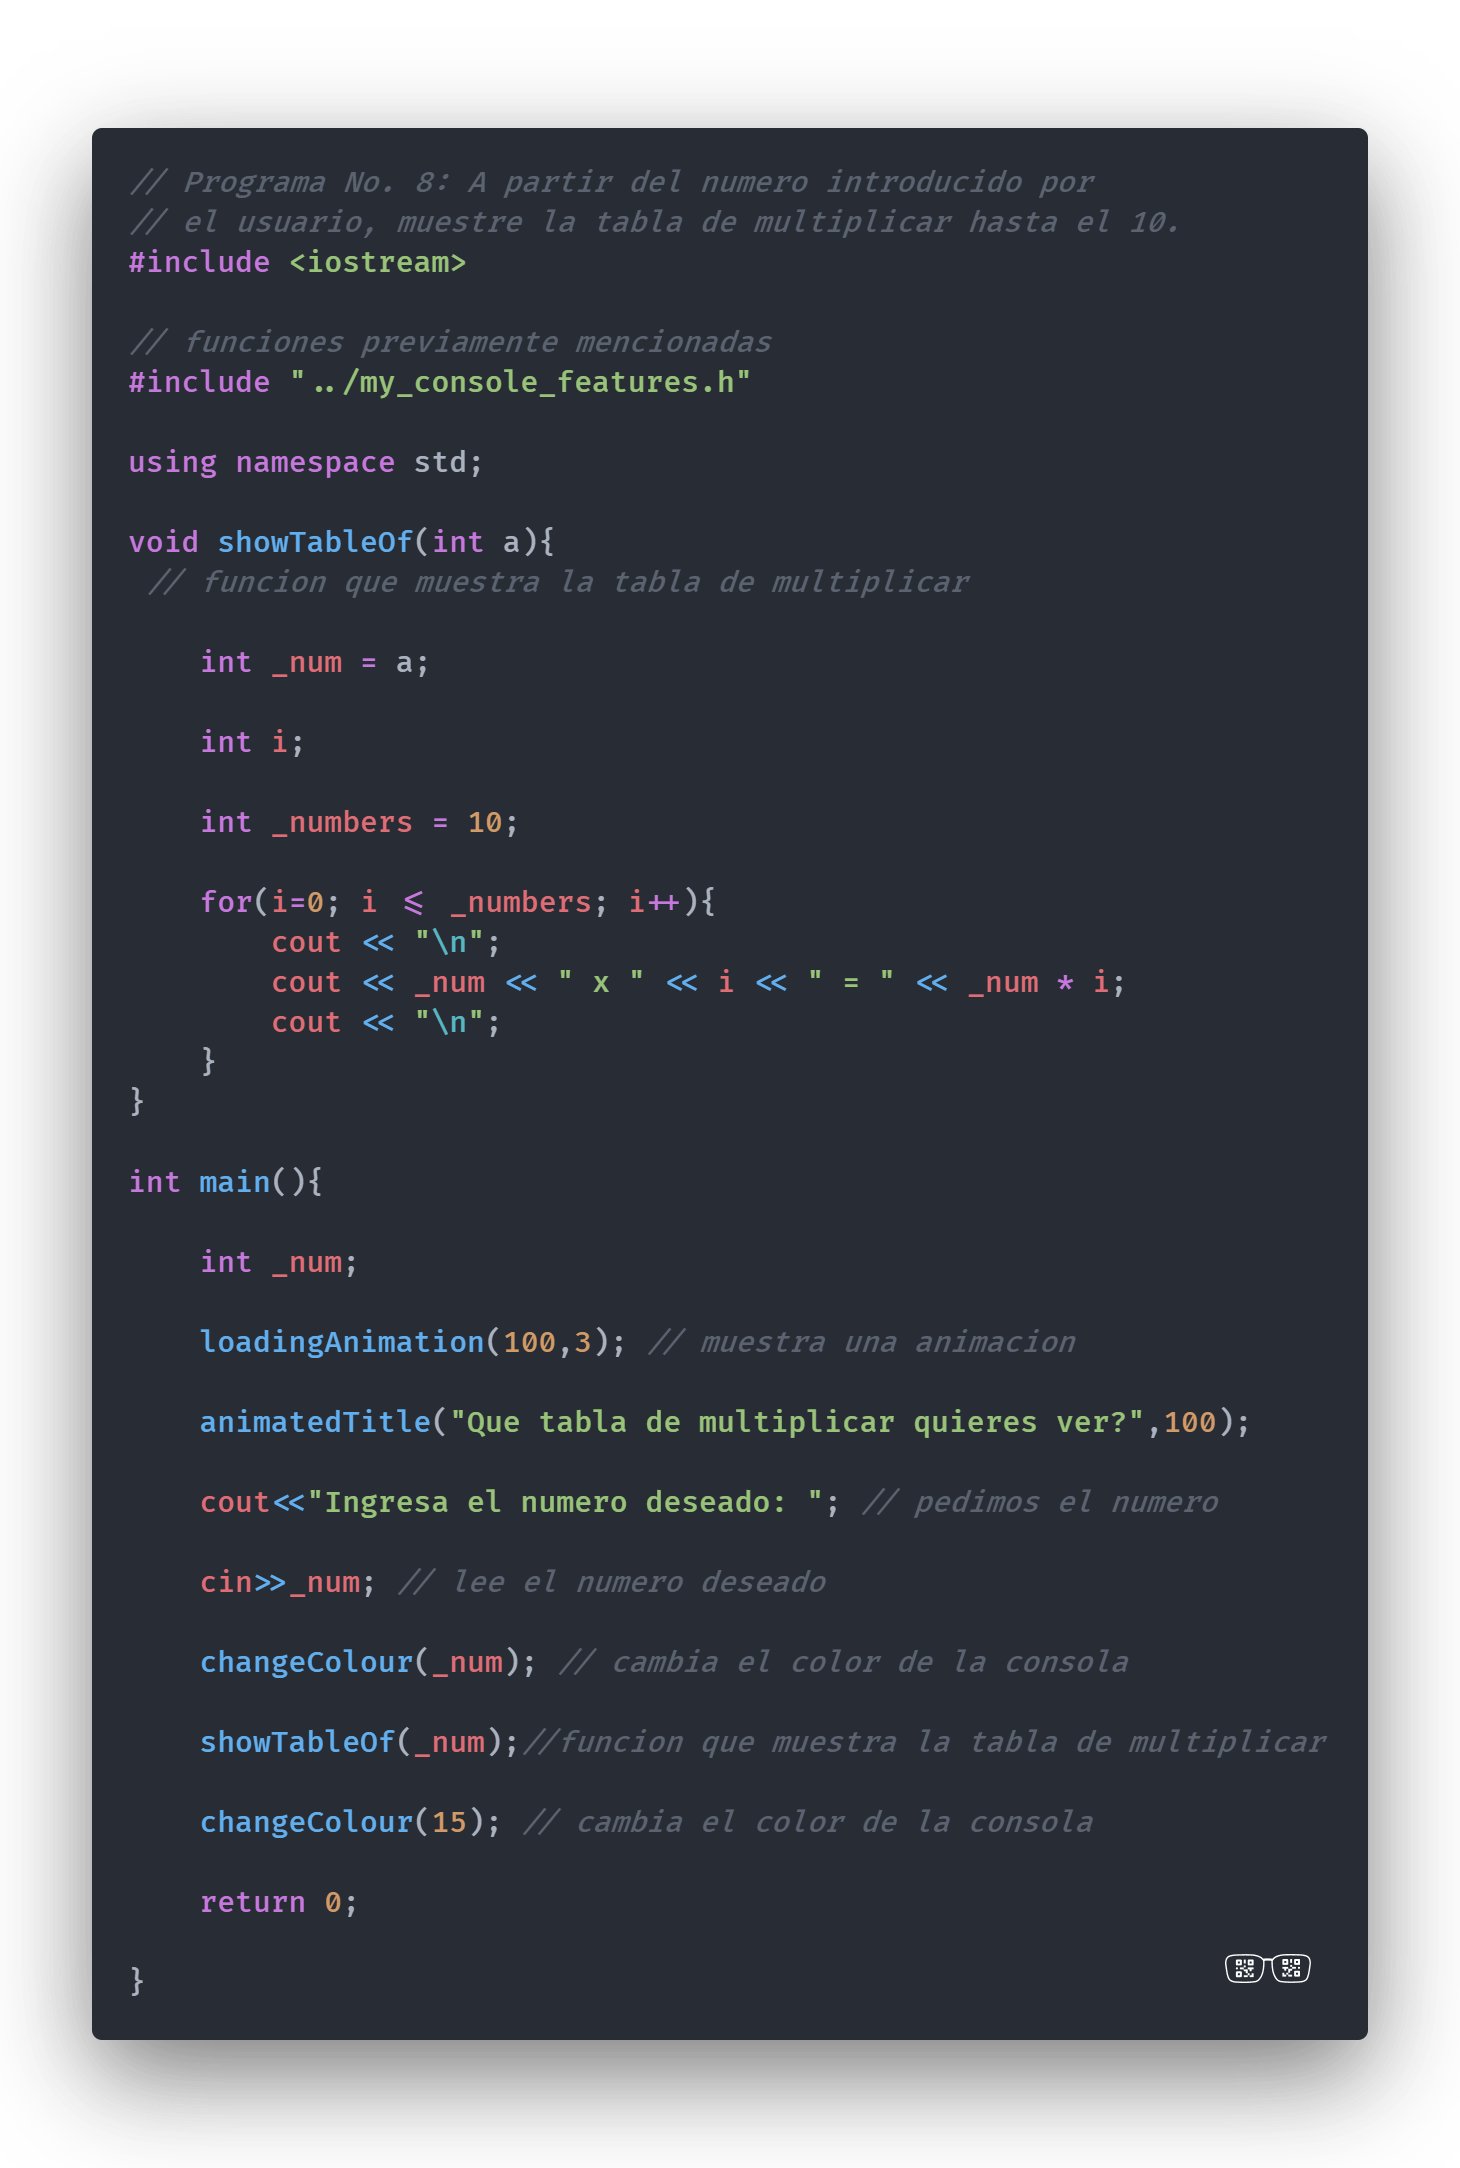 // Programa No. 8: A partir del numero introducido por
// el usuario, muestre la tabla de multiplicar hasta el 10.
#include <iostream>
// funciones previamente mencionadas
#include "../my_console_features.h"
using namespace std;
void showTableOf(int a){
// funcion que muestra la tabla de multiplicar
int _num = a;
int i;
int _numbers = 10;
for(i=0; i <= _numbers; i++){
cout << "\n";
cout << _num << " x " << i << " = " << _num * i;
cout << "\n";
}
}
int main(){
int _num;
loadingAnimation(100,3); // muestra una animacion
animatedTitle("Que tabla de multiplicar quieres ver?",100);
cout<<"Ingresa el numero deseado: "; // pedimos el numero
cin>>_num; // lee el numero deseado
changeColour(_num); // cambia el color de la consola
showTableOf(_num);//funcion que muestra la tabla de multiplicar
changeColour(15); // cambia el color de la consola
return 0;
}